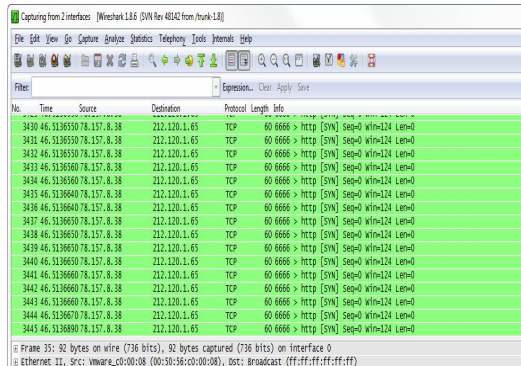 Capturing from 2 interfaces [Wireshark 1.8.6 (SVN Rev 48142 from /trunk-1.8)]
File Edit View Go Capture Analyze Statistics Telephony Tools Internals Help
Filter: Expression... Clear Apply Save
No. Time Source Destination Protocol Length Info
3430 46.5136550 78.157.8.38 212.120.1.65 TCP 60 6666 > http [SYN] Seq=0 Win=124 Len=0
3431 46.5136550 78.157.8.38 212.120.1.65 TCP 60 6666 > http [SYN] Seq=0 Win=124 Len=0
3432 46.5136550 78.157.8.38 212.120.1.65 TCP 60 6666 > http [SYN] Seq=0 Win=124 Len=0
3433 46.5136550 78.157.8.38 212.120.1.65 TCP 60 6666 > http [SYN] Seq=0 Win=124 Len=0
3434 46.5136560 78.157.8.38 212.120.1.65 TCP 60 6666 > http [SYN] Seq=0 Win=124 Len=0
3435 46.5136640 78.157.8.38 212.120.1.65 TCP 60 6666 > http [SYN] Seq=0 Win=124 Len=0
3436 46.5136640 78.157.8.38 212.120.1.65 TCP 60 6666 > http [SYN] Seq=0 Win=124 Len=0
3437 46.5136650 78.157.8.38 212.120.1.65 TCP 60 6666 > http [SYN] Seq=0 Win=124 Len=0
3438 46.5136650 78.157.8.38 212.120.1.65 TCP 60 6666 > http [SYN] Seq=0 Win=124 Len=0
3439 46.5136650 78.157.8.38 212.120.1.65 TCP 60 6666 > http [SYN] Seq=0 Win=124 Len=0
3440 46.5136650 78.157.8.38 212.120.1.65 TCP 60 6666 > http [SYN] Seq=0 Win=124 Len=0
3441 46.5136660 78.157.8.38 212.120.1.65 TCP 60 6666 > http [SYN] Seq=0 Win=124 Len=0
3442 46.5136660 78.157.8.38 212.120.1.65 TCP 60 6666 > http [SYN] Seq=0 Win=124 Len=0
3443 46.5136660 78.157.8.38 212.120.1.65 TCP 60 6666 > http [SYN] Seq=0 Win=124 Len=0
3444 46.5136670 78.157.8.38 212.120.1.65 TCP 60 6666 > http [SYN] Seq=0 Win=124 Len=0
3445 46.5136890 78.157.8.38 212.120.1.65 TCP 60 6666 > http [SYN] Seq=0 Win=124 Len=0
Frame 35: 92 bytes on wire (736 bits), 92 bytes captured (736 bits) on interface 0
Ethernet II, Src: Vmware_c0:00:08 (00:50:56:c0:00:08), Dst: Broadcast (ff:ff:ff:ff:ff:ff)